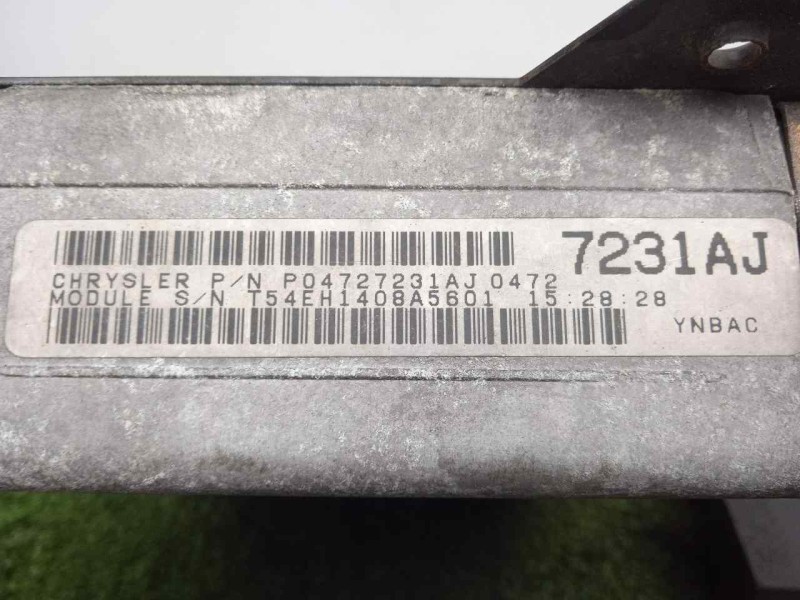 7231AJ
CHRYSLER P/N P04727231AJ 0472
MODULE S/N T54EH1408A5601 15:28:28
YNBAC